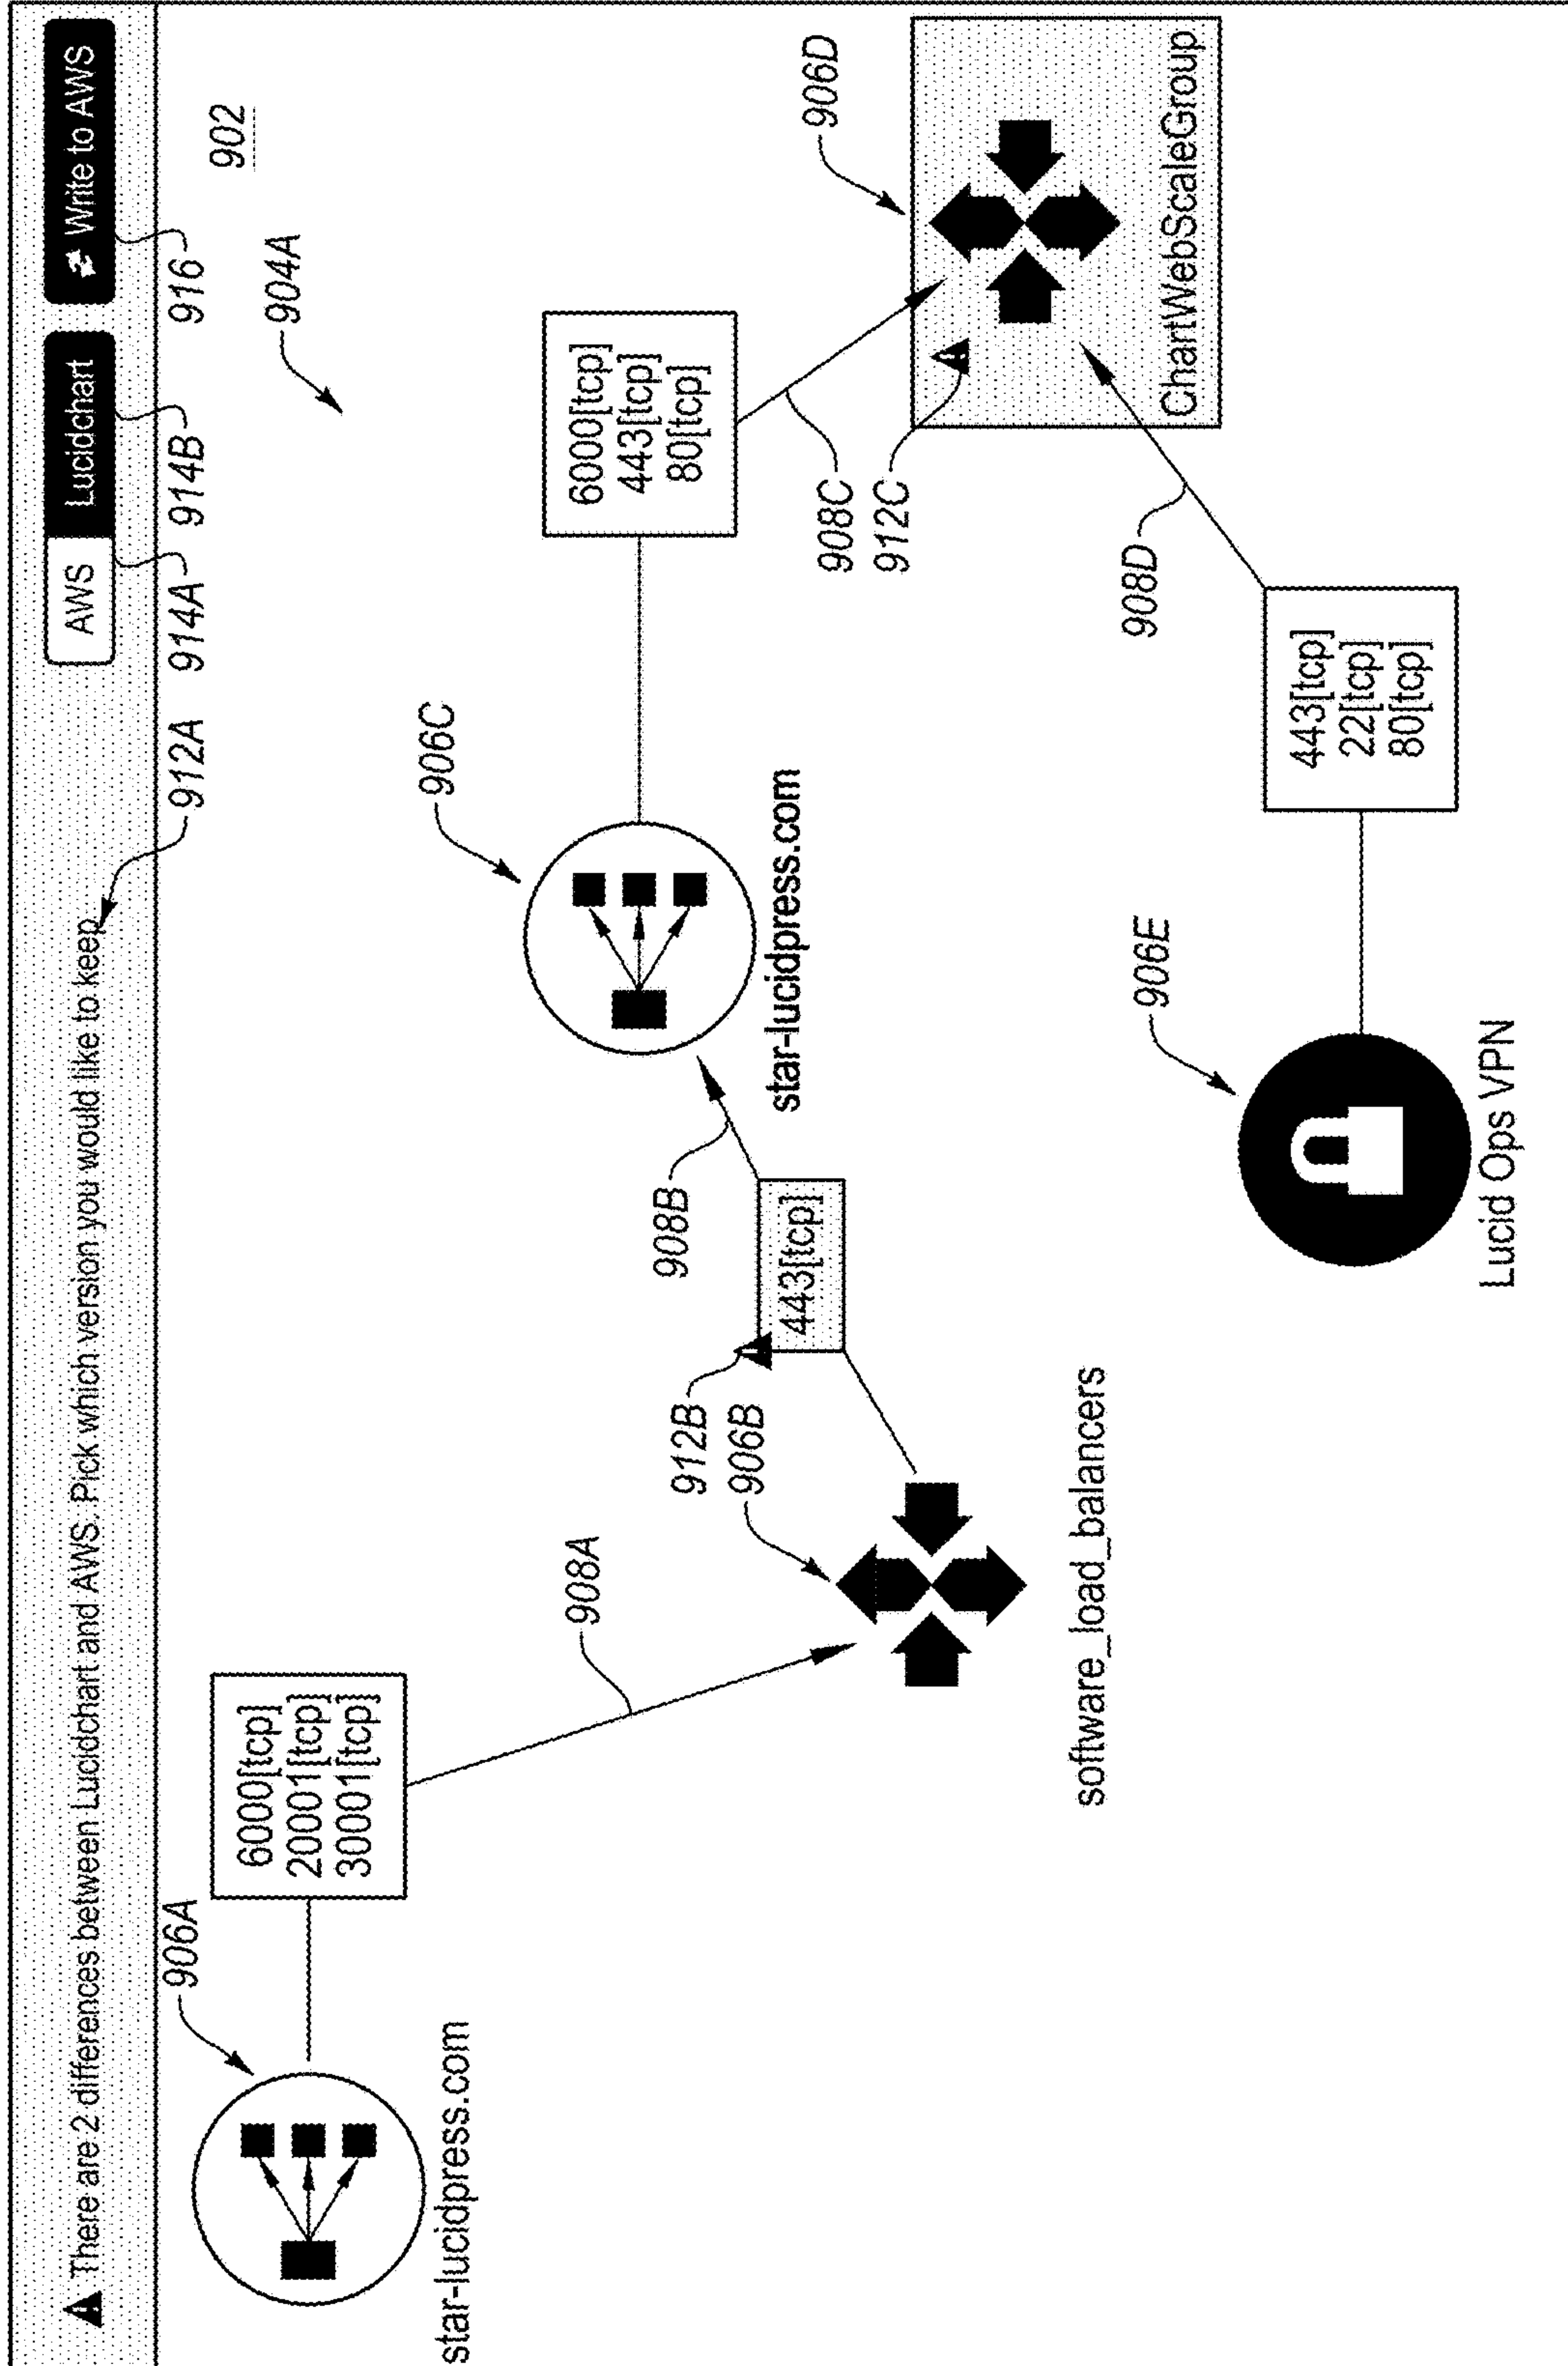 There are 2 differences between Lucidchart and AWS. Pick which version you would like to keep
AWS
Lucidchart
Write to AWS
912A
914A
914B
916
902
904A
906A
6000[tcp]
20001[tcp]
30001[tcp]
star-lucidpress.com
908A
912B
906B
software_load_balancers
443[tcp]
908B
906C
star-lucidpress.com
6000[tcp]
443[tcp]
80[tcp]
908C
912C
906D
ChartWebScaleGroup
908D
906E
443[tcp]
22[tcp]
80[tcp]
Lucid Ops VPN